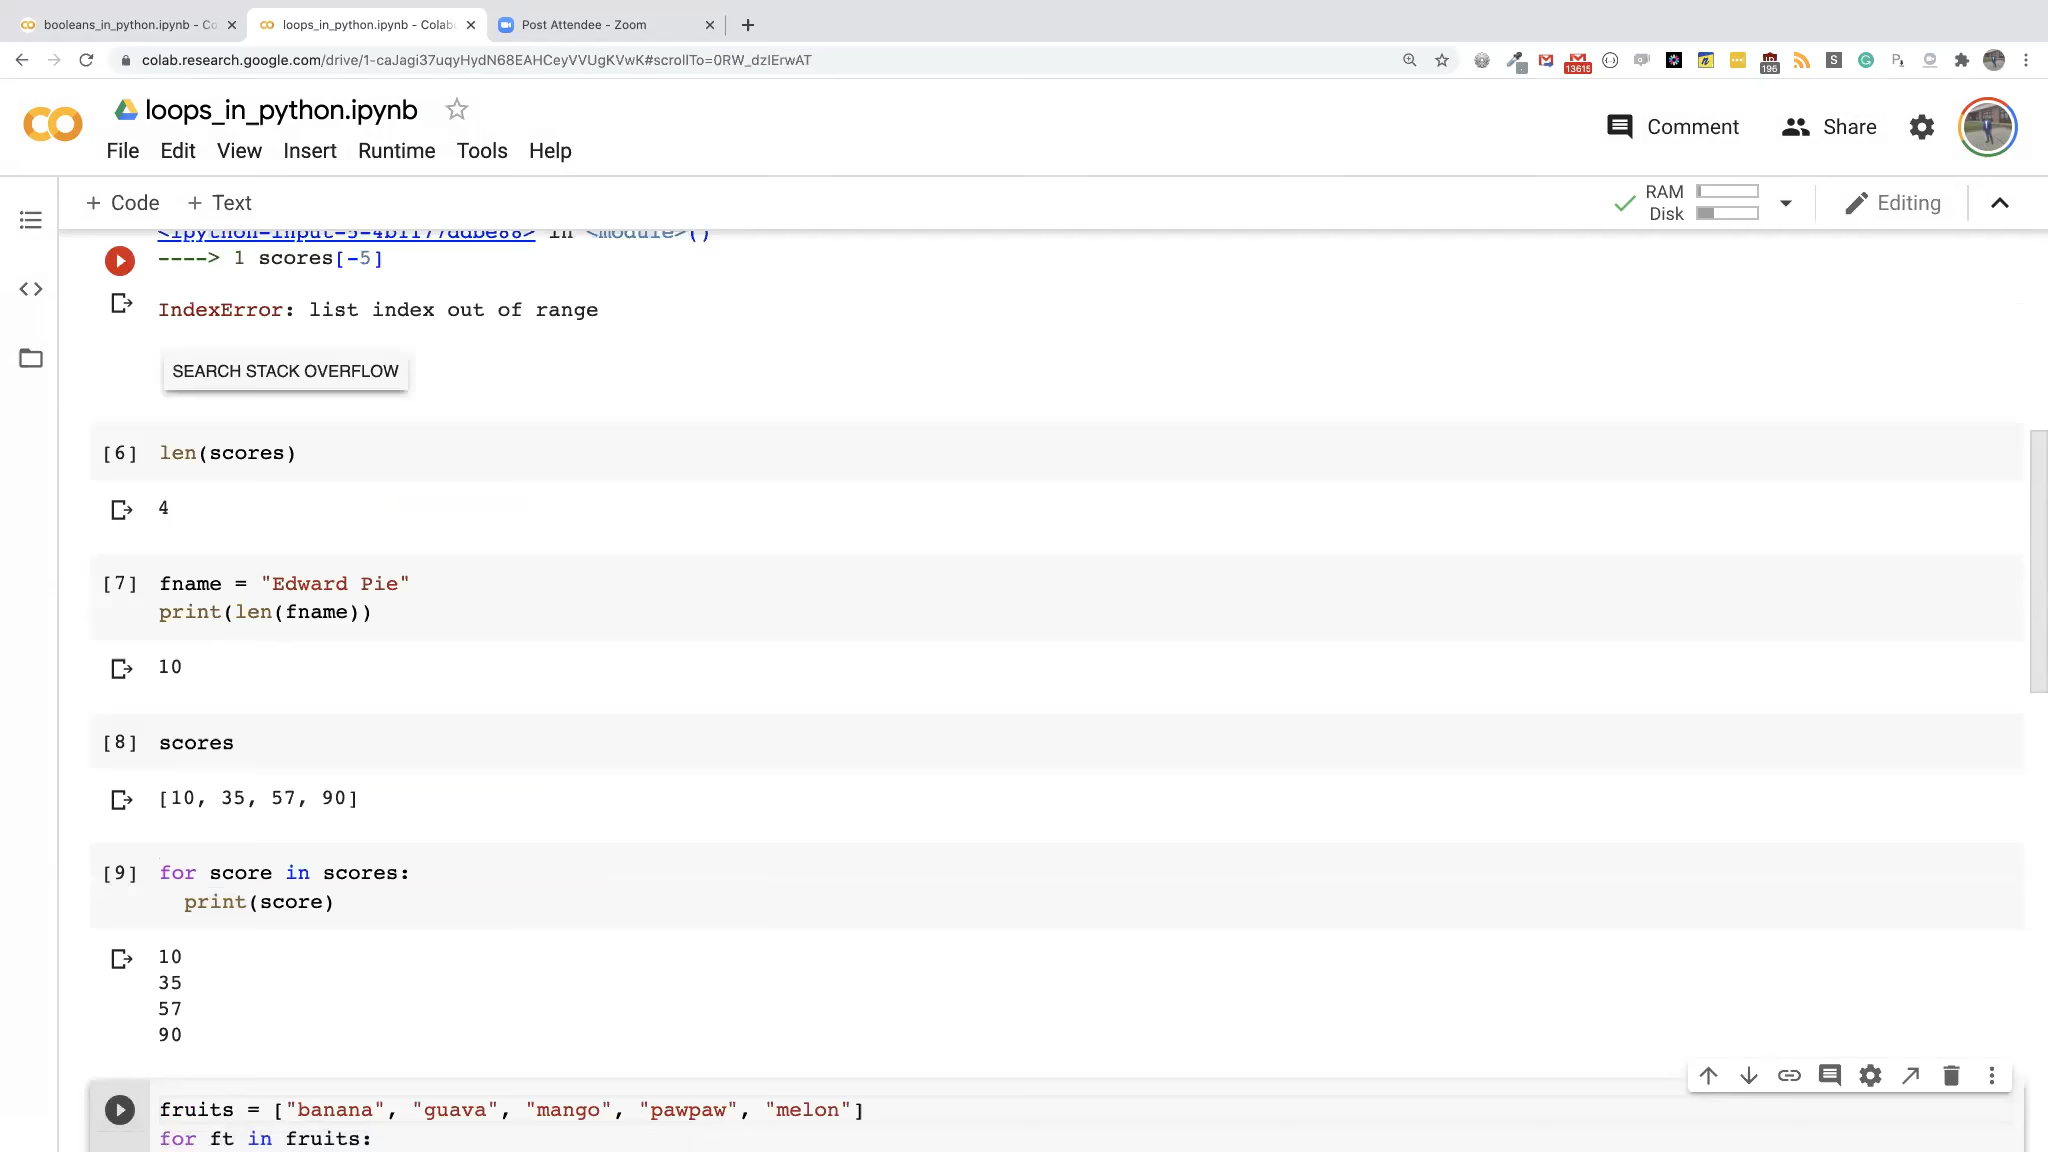 booleans_in_python.ipynb - Co
loops_in_python.ipynb - Colab
Post Attendee - Zoom
colab.research.google.com/drive/1-caJagi37uqyHydN68EAHCeyVVUgKVwK#scrollTo=0RW_dzIErwAT
13615
196
loops_in_python.ipynb
Comment
Share
File Edit View Insert Runtime Tools Help
+ Code + Text
RAM
Disk
Editing
<ipython-input-5-4b1177ddbe88> in <module>()
----> 1 scores[-5]
IndexError: list index out of range
SEARCH STACK OVERFLOW
[6] len(scores)
4
[7] fname = "Edward Pie"
print(len(fname))
10
[8] scores
[10, 35, 57, 90]
[9] for score in scores:
print(score)
10
35
57
90
fruits = ["banana", "guava", "mango", "pawpaw", "melon"]
for ft in fruits: